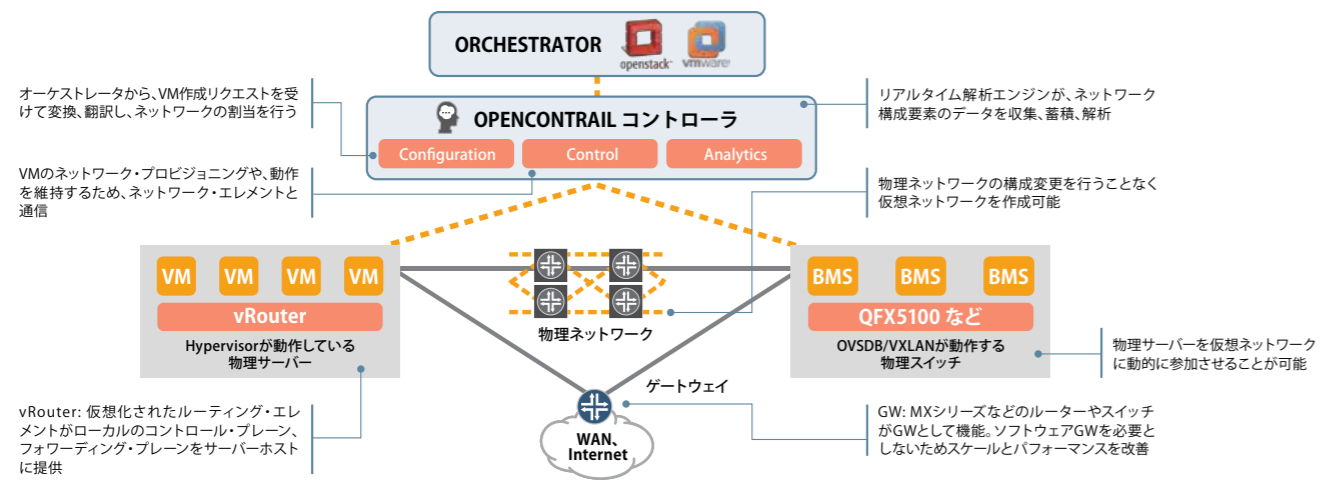 ORCHESTRATOR
openstack
vmware
オーケストレータから、VM作成リクエストを受
けて変換、翻訳し、ネットワークの割当を行う
リアルタイム解析エンジンが、ネットワーク
構成要素のデータを収集、蓄積、解析
OPENCONTRAIL コントローラ
Configuration
Control
Analytics
VMのネットワーク・プロビジョニングや、動作
を維持するため、ネットワーク・エレメントと
通信
物理ネットワークの構成変更を行うことなく
仮想ネットワークを作成可能
VM
VM
VM
VM
vRouter
Hypervisorが動作している
物理サーバー
物理ネットワーク
BMS
BMS
BMS
QFX5100 など
OVSDB/VXLANが動作する
物理スイッチ
物理サーバーを仮想ネットワーク
に動的に参加させることが可能
ゲートウェイ
WAN、
Internet
vRouter: 仮想化されたルーティング・エレ
メントがローカルのコントロール・プレーン、
フォワーディング・プレーンをサーバーホスト
に提供
GW: MXシリーズなどのルーターやスイッチ
がGWとして機能。ソフトウェアGWを必要と
しないためスケールとパフォーマンスを改善